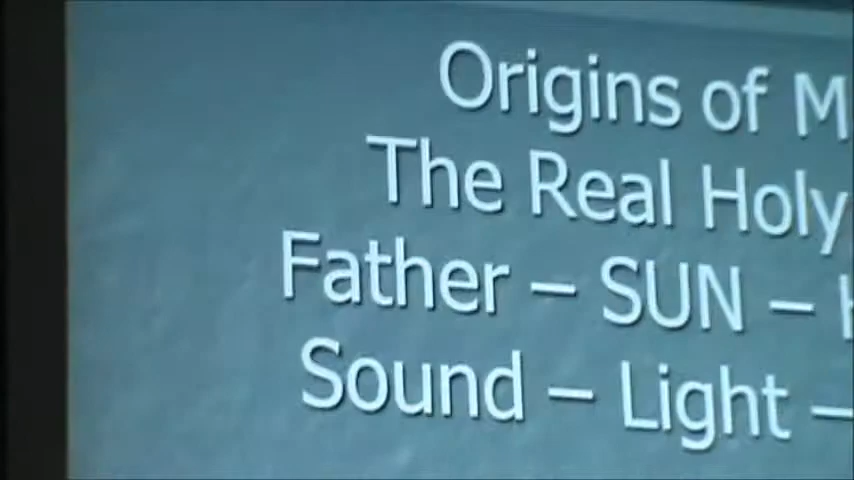 Origins of M
The Real Holy
Father – SUN –
Sound – Light –